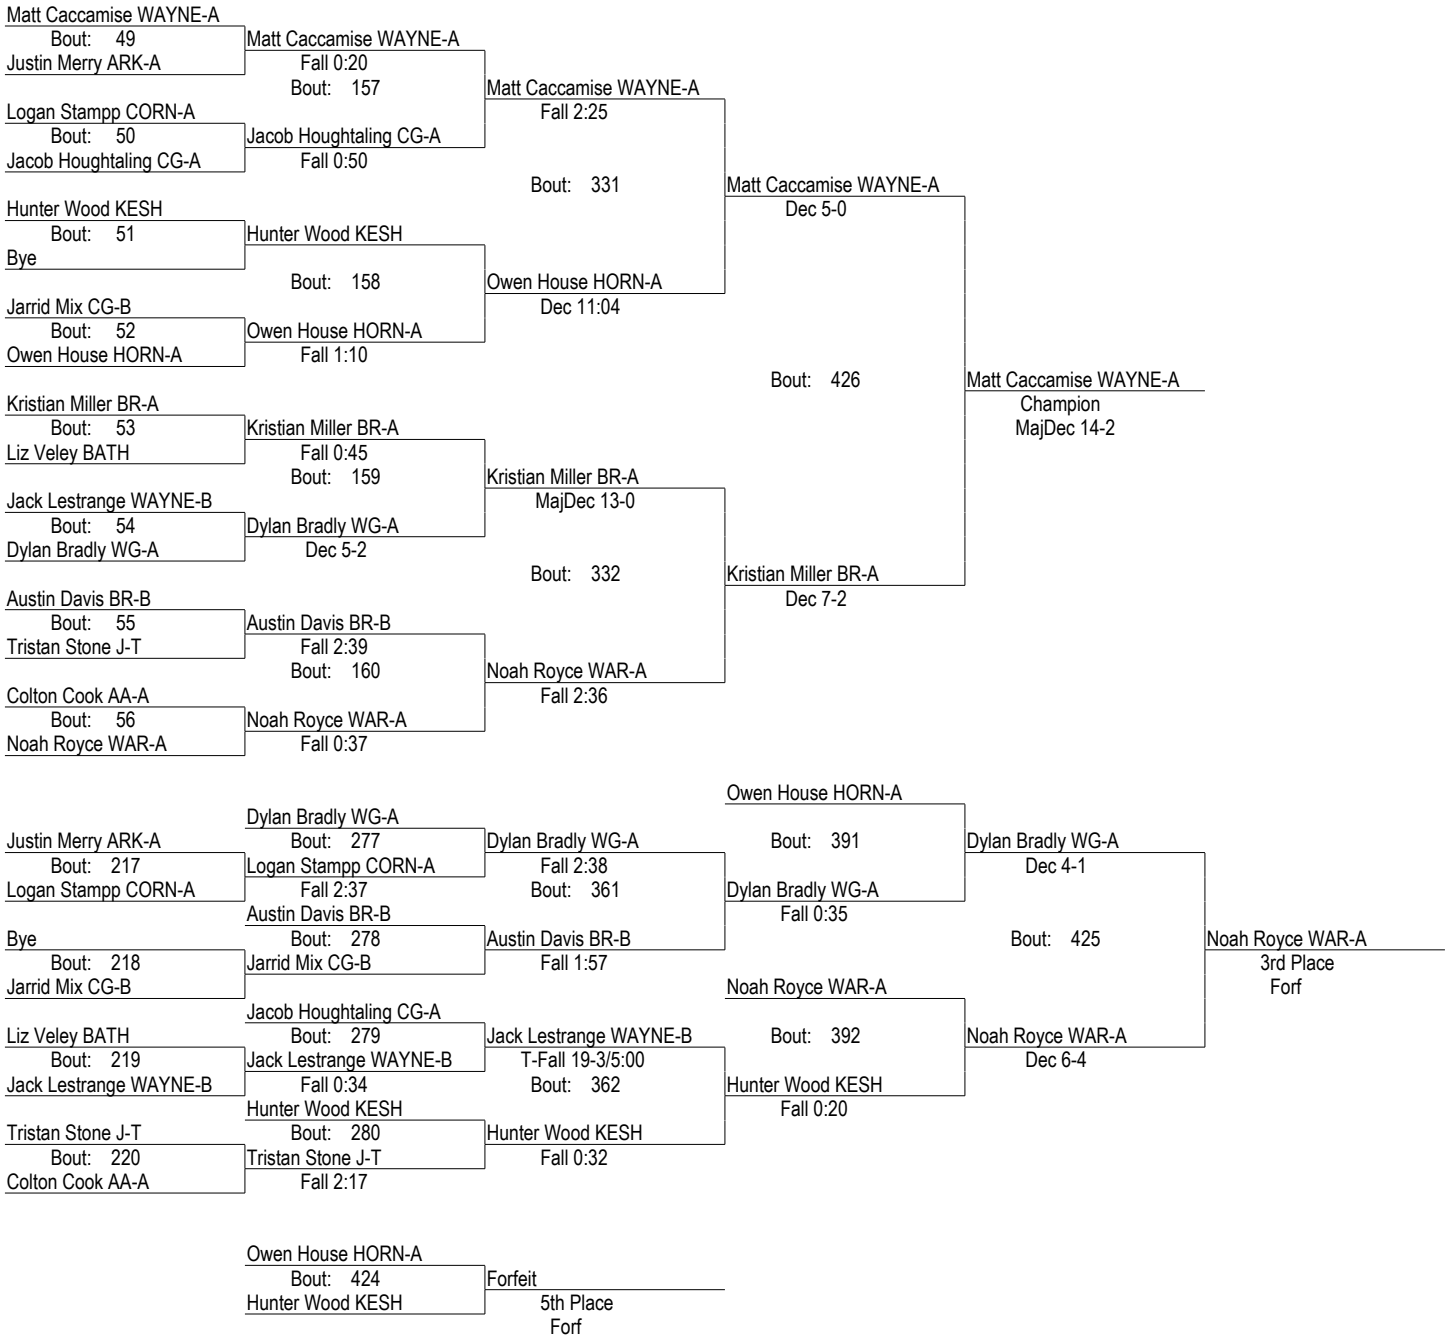 Matt Caccamise WAYNE-A
Bout: 49
Matt Caccamise WAYNE-A
Justin Merry ARK-A
Fall 0:20
Bout: 157
Matt Caccamise WAYNE-A
Logan Stampp CORN-A
Fall 2:25
Bout: 50
Jacob Houghtaling CG-A
Jacob Houghtaling CG-A
Fall 0:50
Bout: 331
Matt Caccamise WAYNE-A
Hunter Wood KESH
Dec 5-0
Bout: 51
Hunter Wood KESH
Bye
Bout: 158
Owen House HORN-A
Jarrid Mix CG-B
Dec 11:04
Bout: 52
Owen House HORN-A
Owen House HORN-A
Fall 1:10
Bout: 426
Matt Caccamise WAYNE-A
Kristian Miller BR-A
Champion
Bout: 53
Kristian Miller BR-A
MajDec 14-2
Liz Veley BATH
Fall 0:45
Bout: 159
Kristian Miller BR-A
Jack Lestrange WAYNE-B
MajDec 13-0
Bout: 54
Dylan Bradly WG-A
Dylan Bradly WG-A
Dec 5-2
Bout: 332
Kristian Miller BR-A
Austin Davis BR-B
Dec 7-2
Bout: 55
Austin Davis BR-B
Tristan Stone J-T
Fall 2:39
Bout: 160
Noah Royce WAR-A
Colton Cook AA-A
Fall 2:36
Bout: 56
Noah Royce WAR-A
Noah Royce WAR-A
Fall 0:37
Owen House HORN-A
Dylan Bradly WG-A
Justin Merry ARK-A
Bout: 277
Dylan Bradly WG-A
Bout: 391
Dylan Bradly WG-A
Bout: 217
Logan Stampp CORN-A
Fall 2:38
Dec 4-1
Logan Stampp CORN-A
Fall 2:37
Bout: 361
Dylan Bradly WG-A
Austin Davis BR-B
Fall 0:35
Bye
Bout: 278
Austin Davis BR-B
Bout: 425
Noah Royce WAR-A
Bout: 218
Jarrid Mix CG-B
Fall 1:57
3rd Place
Jarrid Mix CG-B
Noah Royce WAR-A
Forf
Jacob Houghtaling CG-A
Liz Veley BATH
Bout: 279
Jack Lestrange WAYNE-B
Bout: 392
Noah Royce WAR-A
Bout: 219
Jack Lestrange WAYNE-B
T-Fall 19-3/5:00
Dec 6-4
Jack Lestrange WAYNE-B
Fall 0:34
Bout: 362
Hunter Wood KESH
Hunter Wood KESH
Fall 0:20
Tristan Stone J-T
Bout: 280
Hunter Wood KESH
Bout: 220
Tristan Stone J-T
Fall 0:32
Colton Cook AA-A
Fall 2:17
Owen House HORN-A
Bout: 424
Forfeit
Hunter Wood KESH
5th Place
Forf